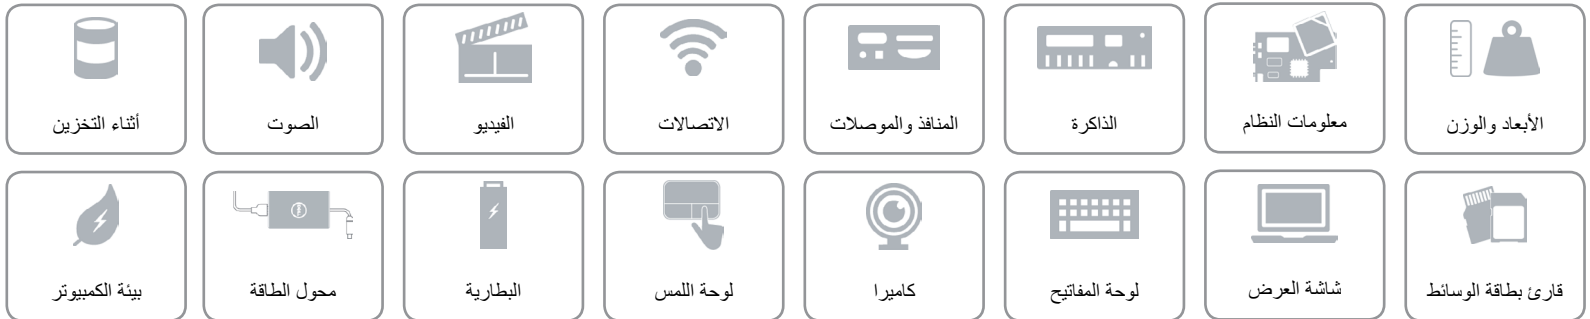 الأبعاد والوزن
معلومات النظام
الذاكرة
المنافذ والموصلات
الاتصالات
الفيديو
الصوت
أثناء التخزين
قارئ بطاقة الوسائط
شاشة العرض
لوحة المفاتيح
كاميرا
لوحة اللمس
البطارية
محول الطاقة
بيئة الكمبيوتر